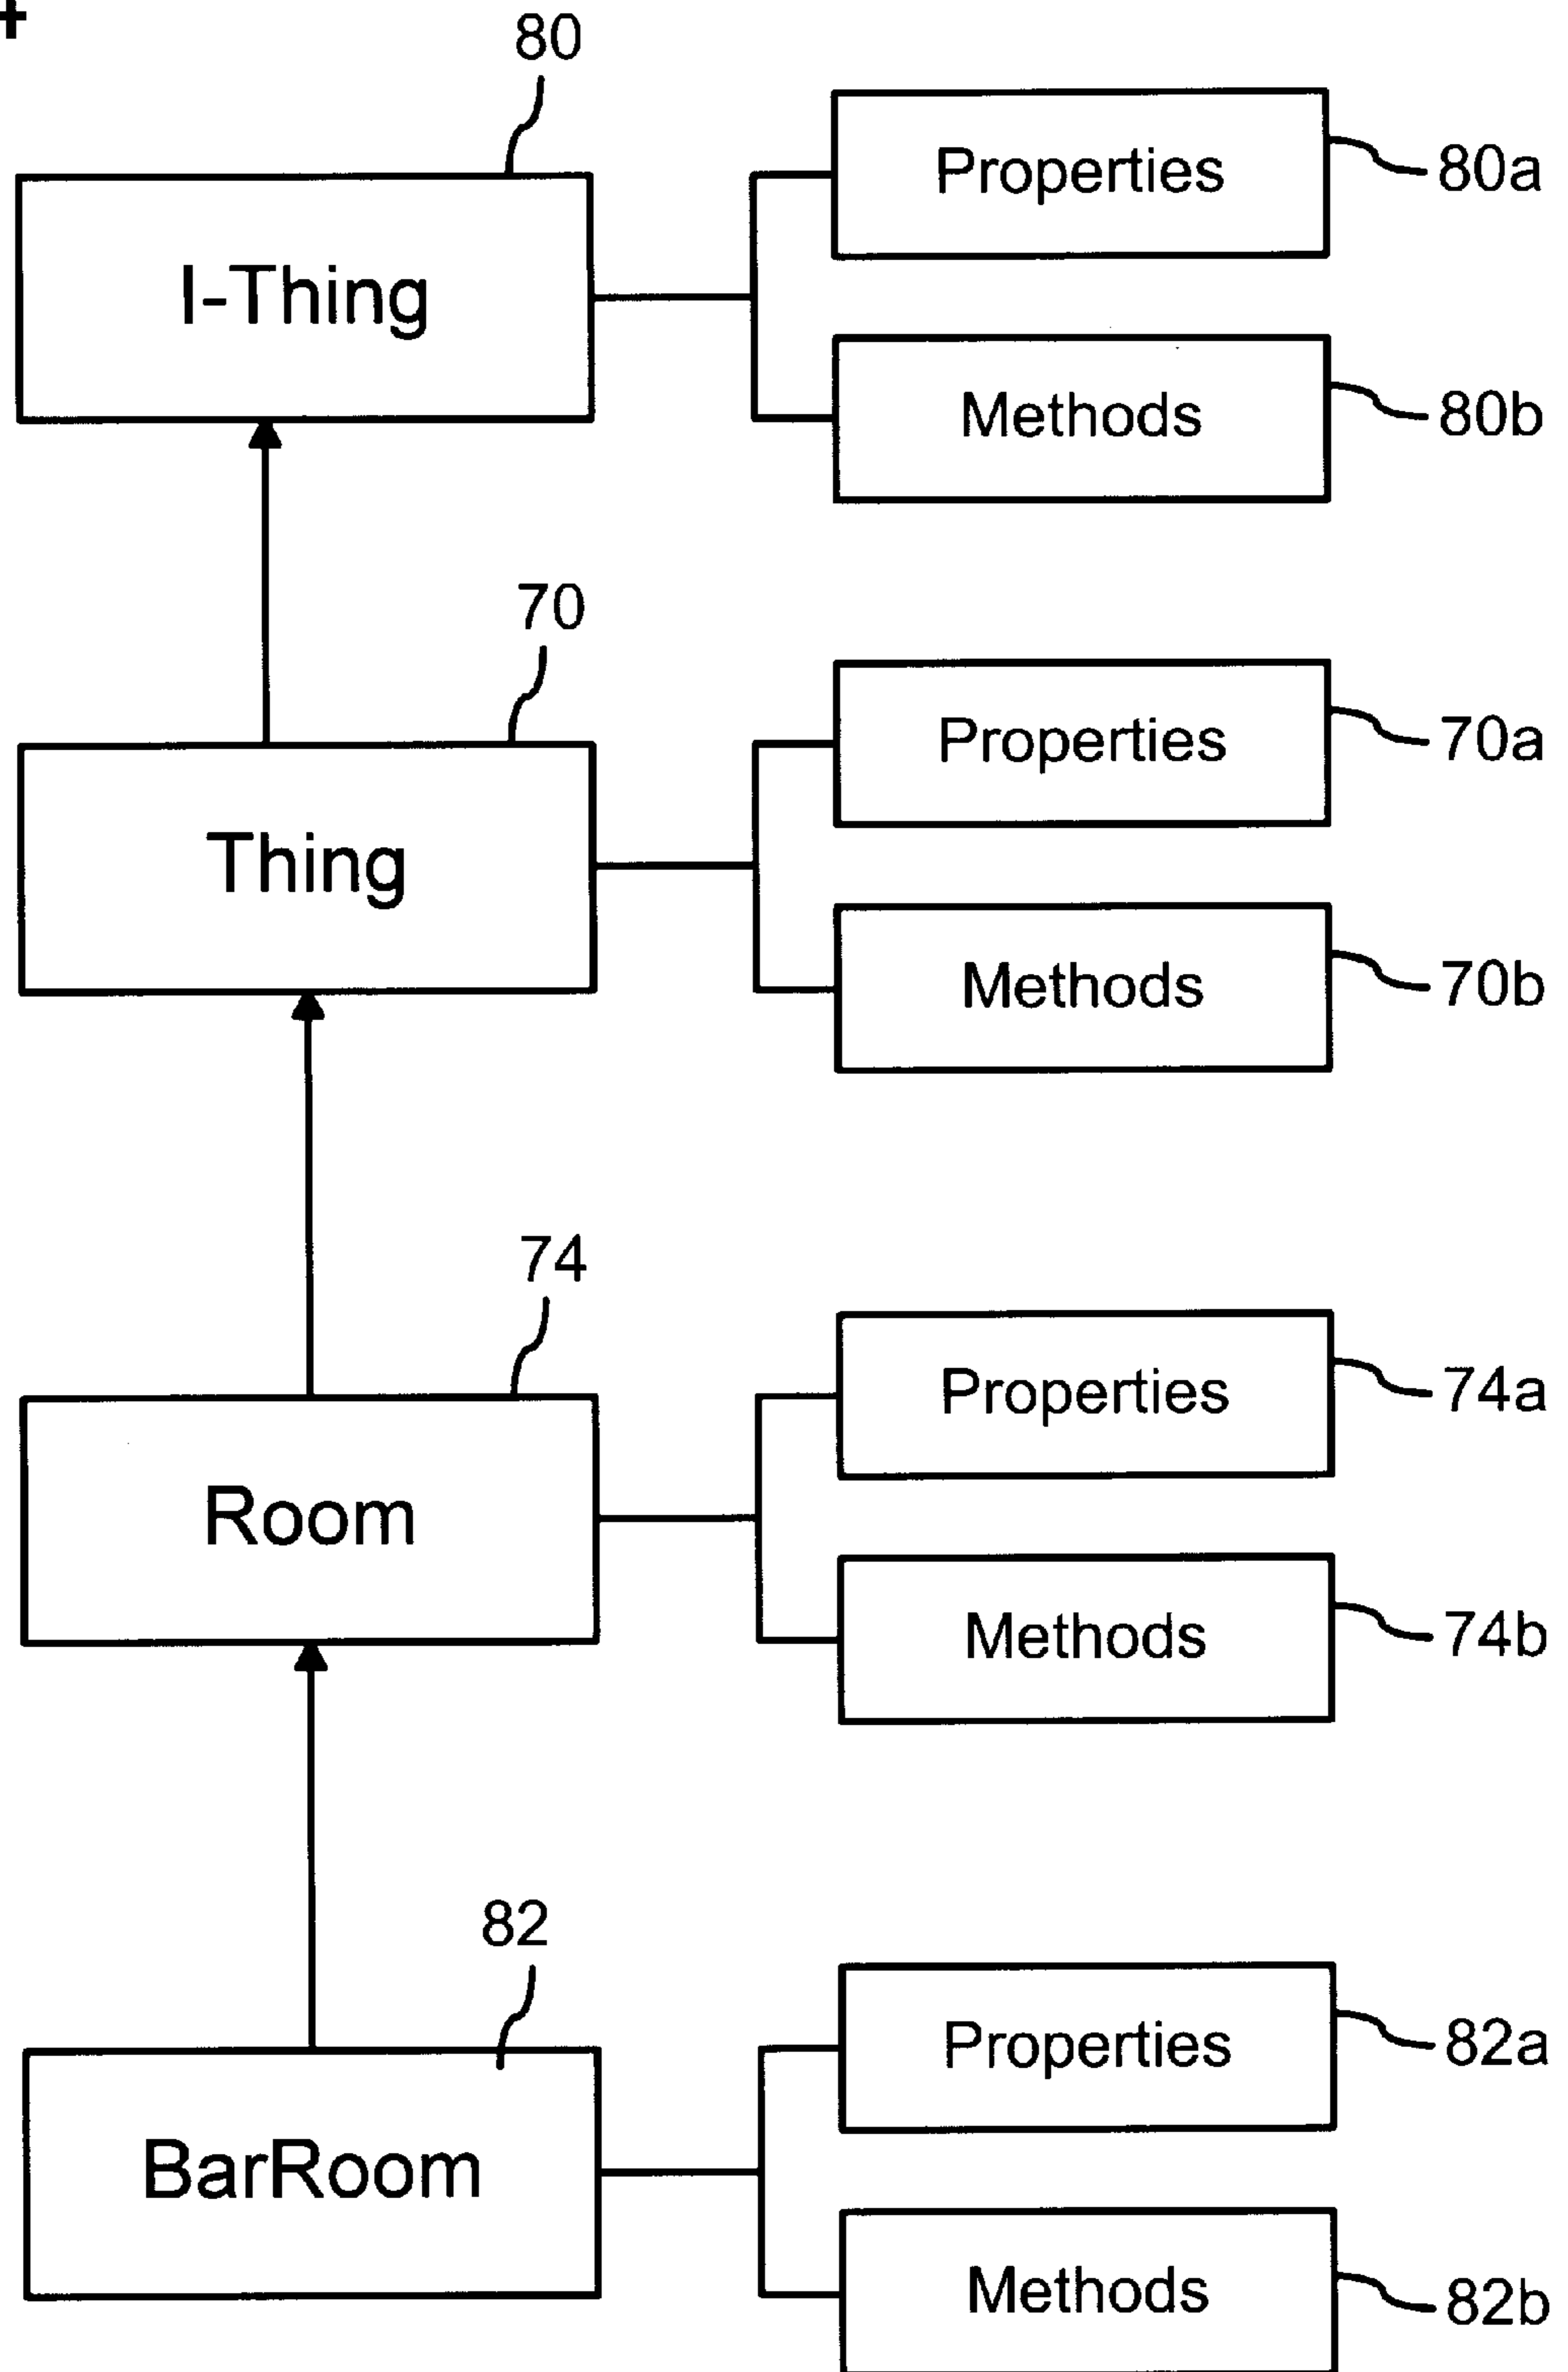 80
Properties
80a
I-Thing
Methods
80b
70
Properties
70a
Thing
Methods
70b
74
Properties
74a
Room
Methods
74b
82
Properties
82a
BarRoom
Methods
82b